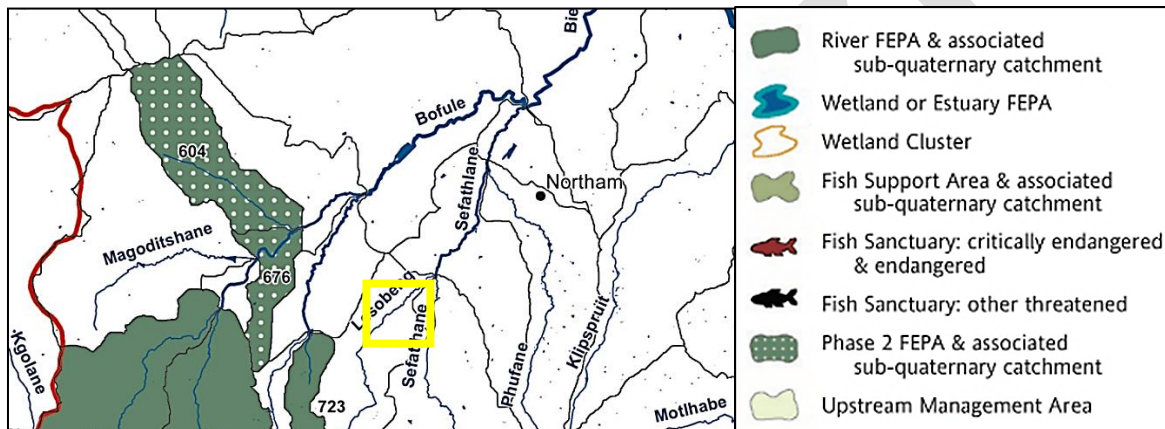 Bie
Bofule
604
Sefathlane
Northam
Magoditshane
676
Sefathlane
Phufane
Klipspruit
-Kgolane
723
Motlhabe
River FEPA & associated
sub-quaternary catchment
Wetland or Estuary FEPA
Wetland Cluster
Fish Support Area & associated
sub-quaternary catchment
Fish Sanctuary: critically endangered
& endangered
Fish Sanctuary: other threatened
Phase 2 FEPA & associated
sub-quaternary catchment
Upstream Management Area